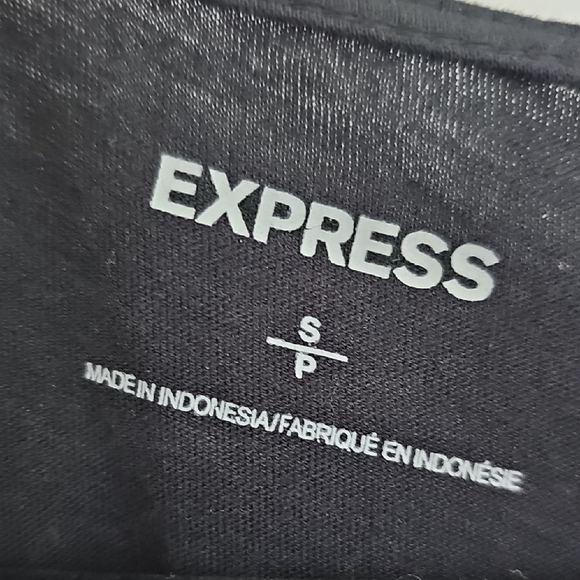 EXPRESS
S
P
MADE IN INDONESIA/FABRIQUÉ EN INDONÉSIE